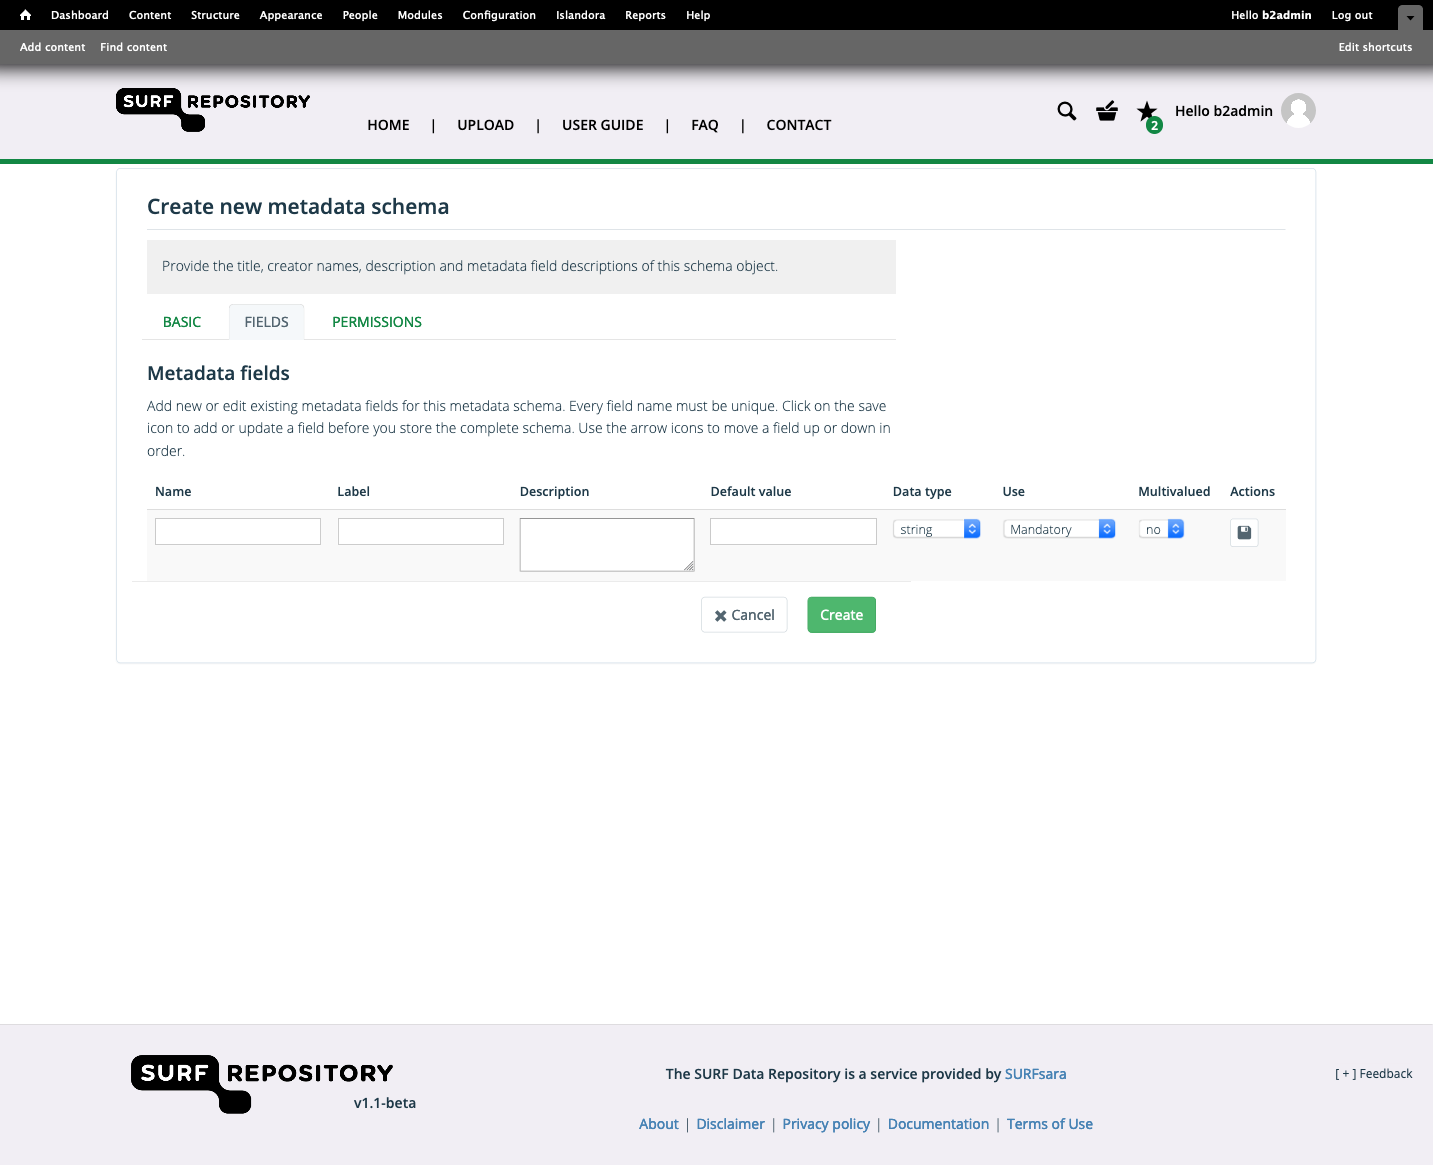 Dashboard Content Structure Appearance People Modules Configuration Islandora Reports Help Hello b2admin Log out
Add content Find content Edit shortcuts
SURF REPOSITORY
HOME | UPLOAD | USER GUIDE | FAQ | CONTACT
2
Hello b2admin
Create new metadata schema
Provide the title, creator names, description and metadata field descriptions of this schema object.
BASIC FIELDS PERMISSIONS
Metadata fields
Add new or edit existing metadata fields for this metadata schema. Every field name must be unique. Click on the save
icon to add or update a field before you store the complete schema. Use the arrow icons to move a field up or down in
order.
Name Label Description Default value Data type Use Multivalued Actions
string Mandatory no
Cancel Create
SURF REPOSITORY
v1.1-beta
The SURF Data Repository is a service provided by SURFsara
[ + ] Feedback
About | Disclaimer | Privacy policy | Documentation | Terms of Use